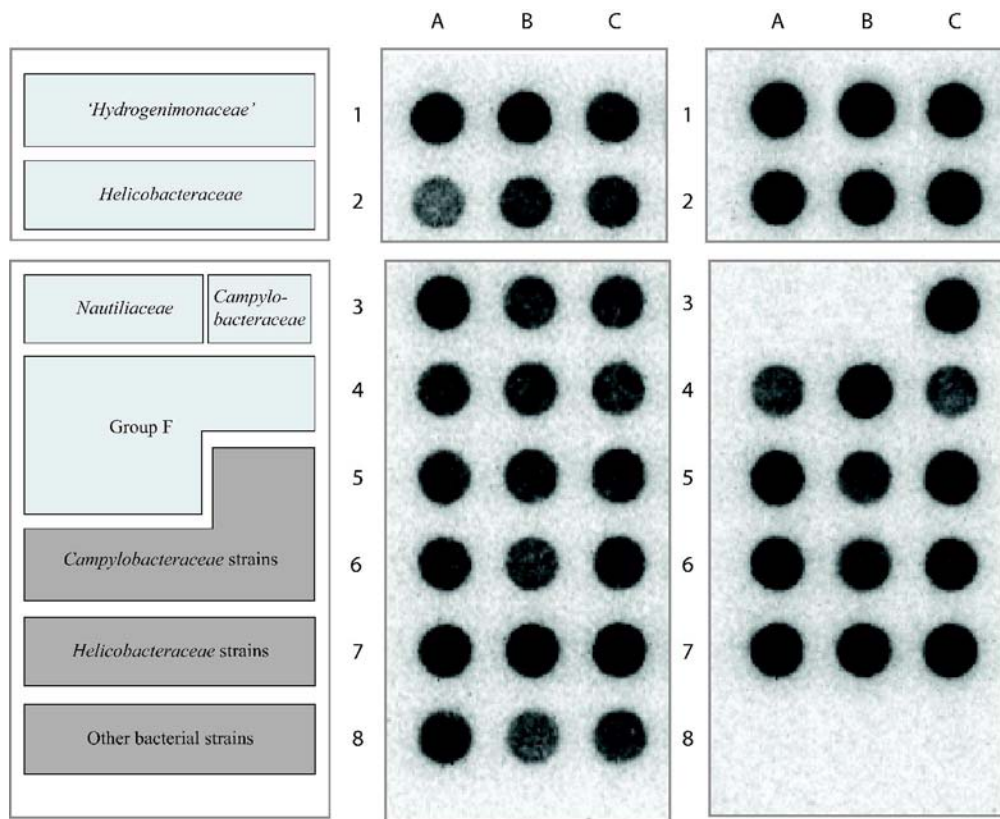 A B C A B C
'Hydrogenimonaceae'
1 1
Helicobacteraceae
2 2
Nautiliaceae
Campylo-
bacteraceae
3 3
Group F
4 4
5 5
Campylobacteraceae strains
6 6
Helicobacteraceae strains
7 7
Other bacterial strains
8 8